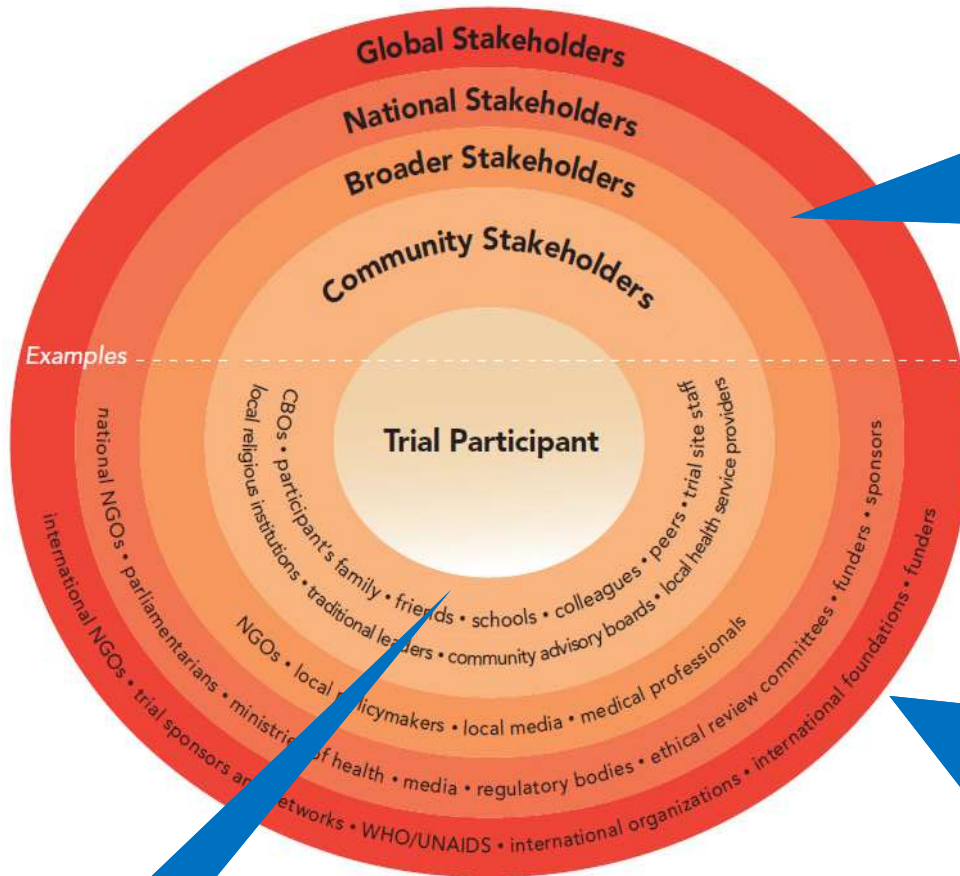 Global Stakeholders
National Stakeholders
Broader Stakeholders
Community Stakeholders
Examples
Trial Participant
CBOs • participant's family • friends • schools • colleagues • peers • trial site staff
local religious institutions • traditional leaders • community advisory boards • local health service providers
NGOs • local policymakers • local media • medical professionals
national NGOs • parliamentarians • ministries of health • media • regulatory bodies • ethical review committees • funders • sponsors
international NGOs • trial sponsors and networks • WHO/UNAIDS • international organizations • international foundations • funders